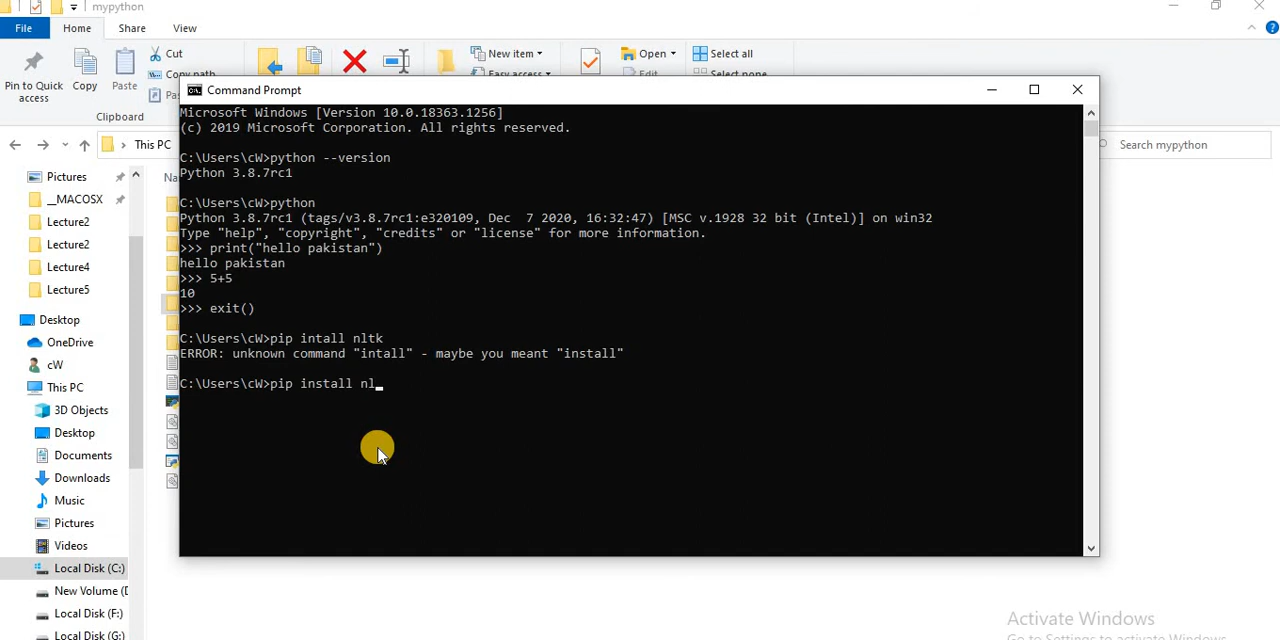 mypython
File
Home
Share
View
Pin to Quick
access
Copy
Paste
Cut
Copy path
Clipboard
New item
Easy access
Open
Edit
Select all
Select none
This PC
Search mypython
Command Prompt
Microsoft Windows [Version 10.0.18363.1256]
(c) 2019 Microsoft Corporation. All rights reserved.
C:\Users\cW>python --version
Python 3.8.7rc1
C:\Users\cW>python
Python 3.8.7rc1 (tags/v3.8.7rc1:e320109, Dec  7 2020, 16:32:47) [MSC v.1928 32 bit (Intel)] on win32
Type "help", "copyright", "credits" or "license" for more information.
>>> print("hello pakistan")
hello pakistan
>>> 5+5
10
>>> exit()
C:\Users\cW>pip intall nltk
ERROR: unknown command "intall" - maybe you meant "install"
C:\Users\cW>pip install nl_
Pictures
__MACOSX
Lecture2
Lecture2
Lecture4
Lecture5
Desktop
OneDrive
cW
This PC
3D Objects
Desktop
Documents
Downloads
Music
Pictures
Videos
Local Disk (C:)
New Volume (D
Local Disk (F:)
Local Disk (G:)
Na
Activate Windows
Go to Settings to activate Windows.